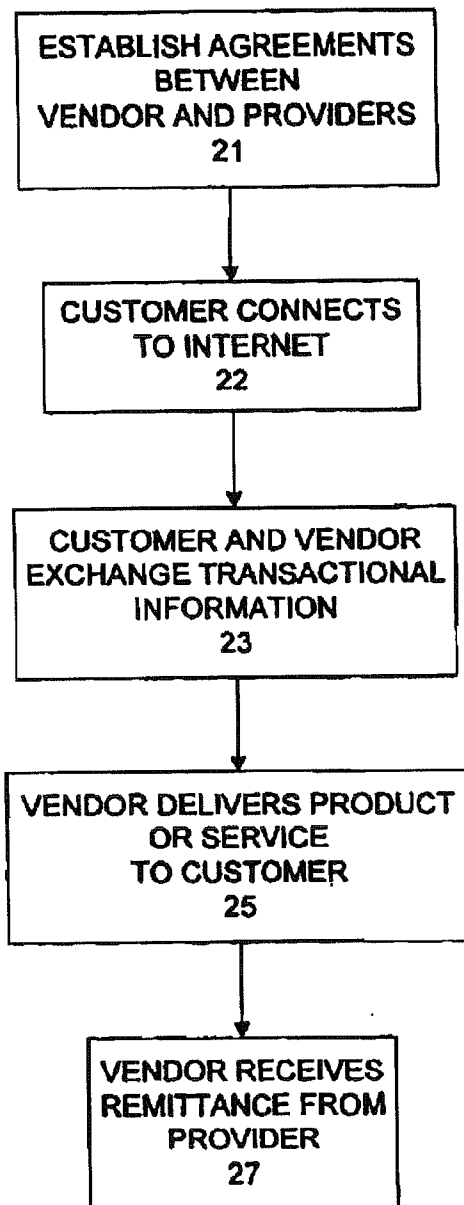 ESTABLISH AGREEMENTS
BETWEEN
VENDOR AND PROVIDERS
21
CUSTOMER CONNECTS
TO INTERNET
22
CUSTOMER AND VENDOR
EXCHANGE TRANSACTIONAL
INFORMATION
23
VENDOR DELIVERS PRODUCT
OR SERVICE
TO CUSTOMER
25
VENDOR RECEIVES
REMITTANCE FROM
PROVIDER
27